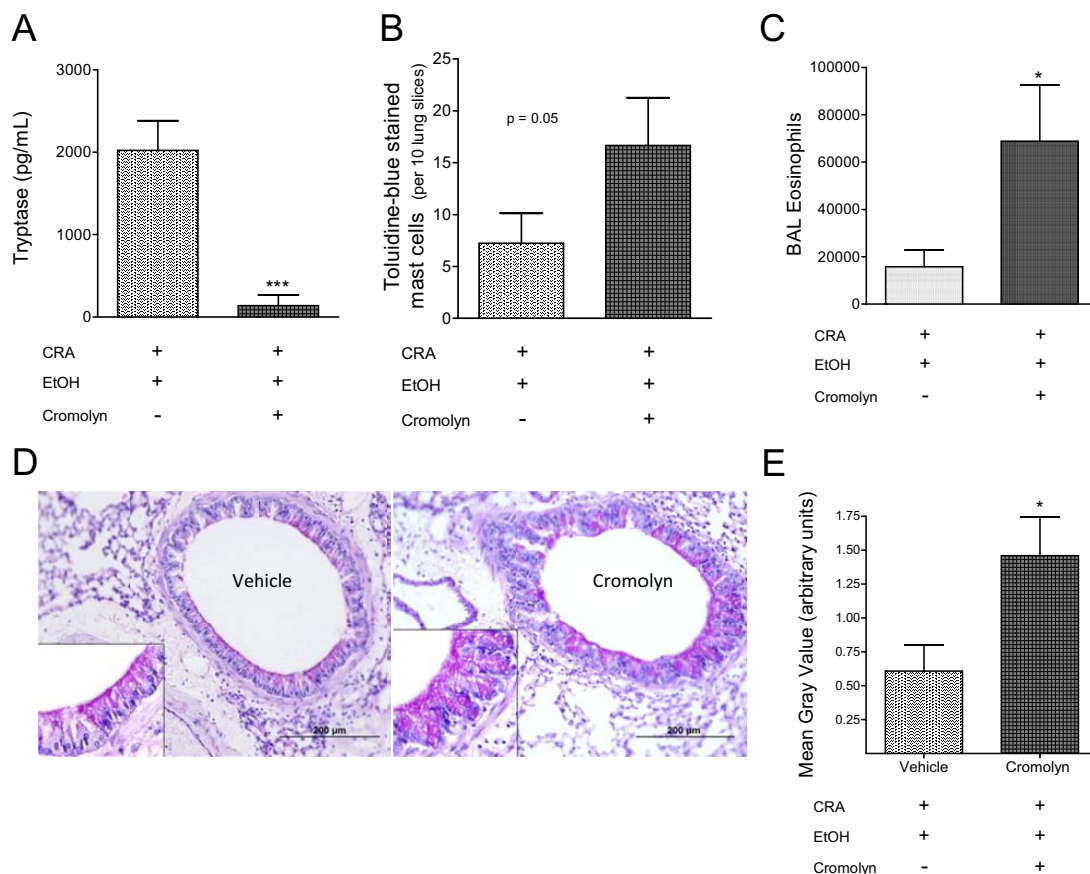 A
Tryptase (pg/mL)
3000
2000
1000
0
***
CRA + +
EtOH + +
Cromolyn - +
B
Toluidine-blue stained
mast cells (per 10 lung slices)
25
20
15
10
5
0
p = 0.05
CRA + +
EtOH + +
Cromolyn - +
C
BAL Eosinophils
100000
80000
60000
40000
20000
0
*
CRA + +
EtOH + +
Cromolyn - +
D
Vehicle
200 µm
Cromolyn
200 µm
E
Mean Gray Value (arbitrary units)
1.75
1.50
1.25
1.00
0.75
0.50
0.25
*
Vehicle Cromolyn
CRA + +
EtOH + +
Cromolyn - +